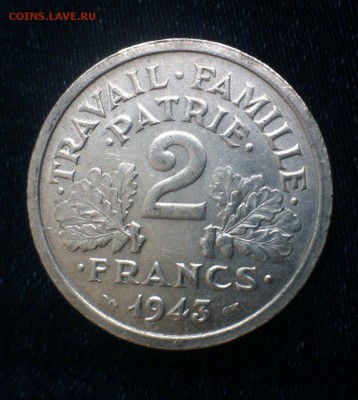 COINS.LAVE.RU
·TRAVAIL·FAMILLE·
·PATRIE·
2
·FRANCS·
1943